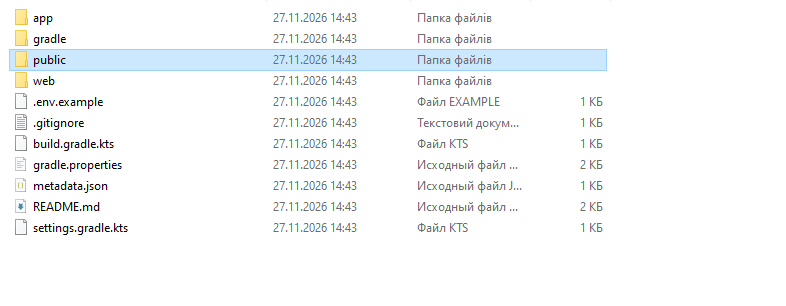 app 27.11.2026 14:43 Папка файлів
gradle 27.11.2026 14:43 Папка файлів
public 27.11.2026 14:43 Папка файлів
web 27.11.2026 14:43 Папка файлів
.env.example 27.11.2026 14:43 Файл EXAMPLE 1 КБ
.gitignore 27.11.2026 14:43 Текстовий докум... 1 КБ
build.gradle.kts 27.11.2026 14:43 Файл KTS 1 КБ
gradle.properties 27.11.2026 14:43 Исходный файл ... 2 КБ
metadata.json 27.11.2026 14:43 Исходный файл J... 1 КБ
README.md 27.11.2026 14:43 Исходный файл ... 2 КБ
settings.gradle.kts 27.11.2026 14:43 Файл KTS 1 КБ